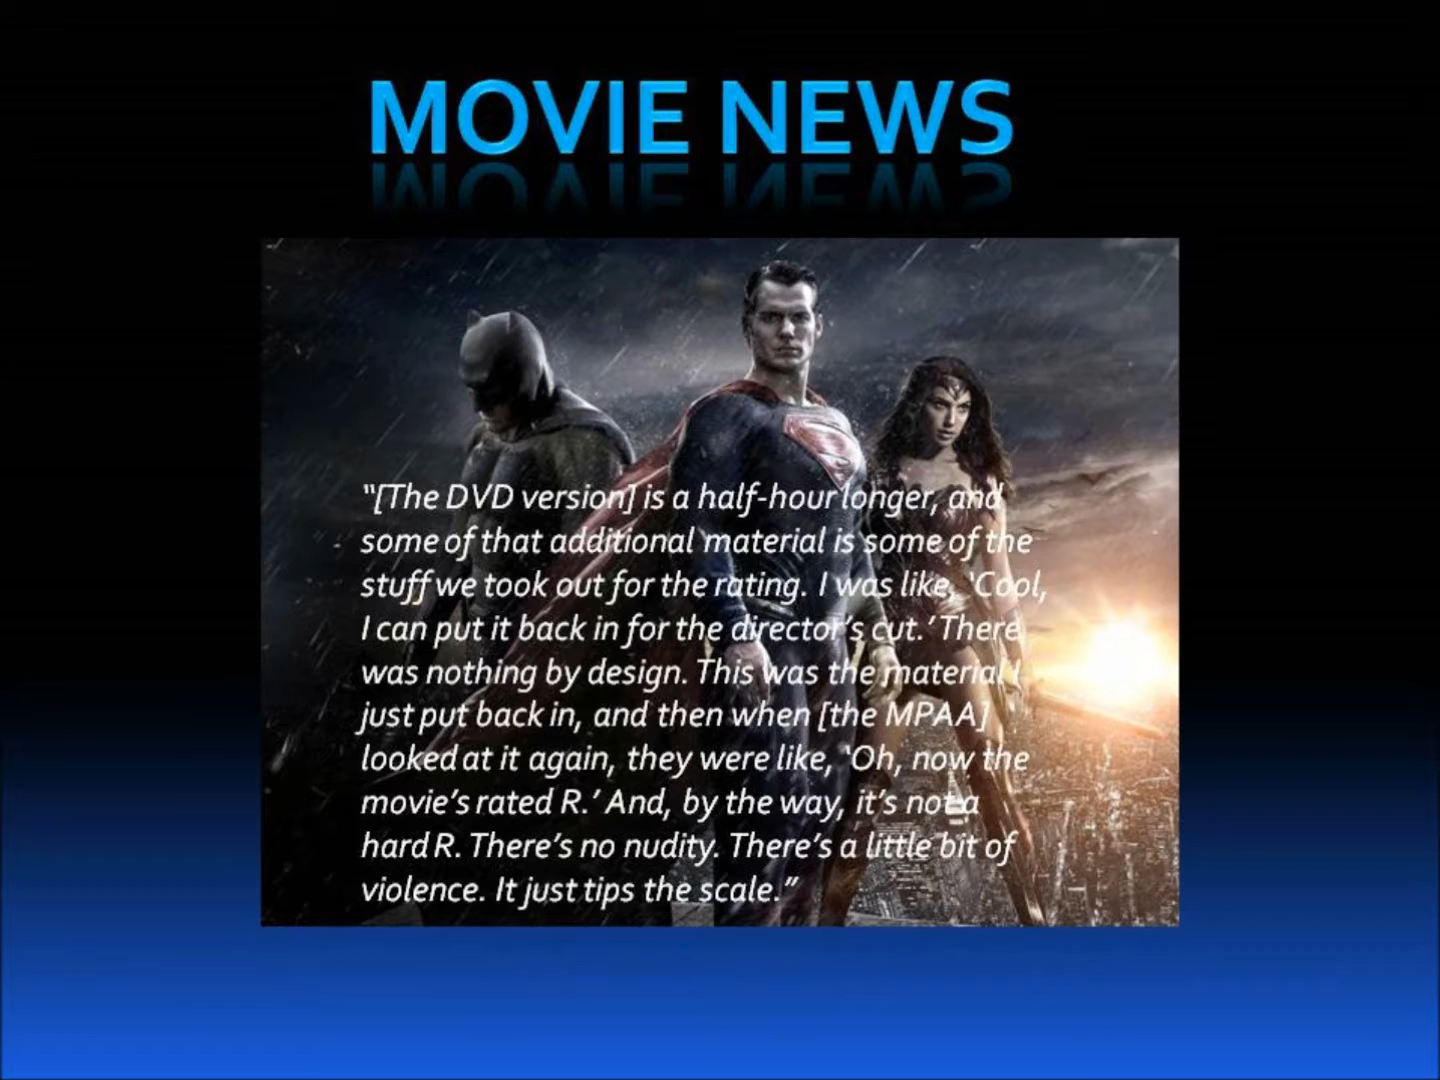 MOVIE NEWS
“[The DVD version] is a half-hour longer, and
some of that additional material is some of the
stuff we took out for the rating. I was like, ‘Cool,
I can put it back in for the director’s cut.’ There
was nothing by design. This was the material I
just put back in, and then when [the MPAA]
looked at it again, they were like, ‘Oh, now the
movie’s rated R.’ And, by the way, it’s not a
hard R. There’s no nudity. There’s a little bit of
violence. It just tips the scale.”